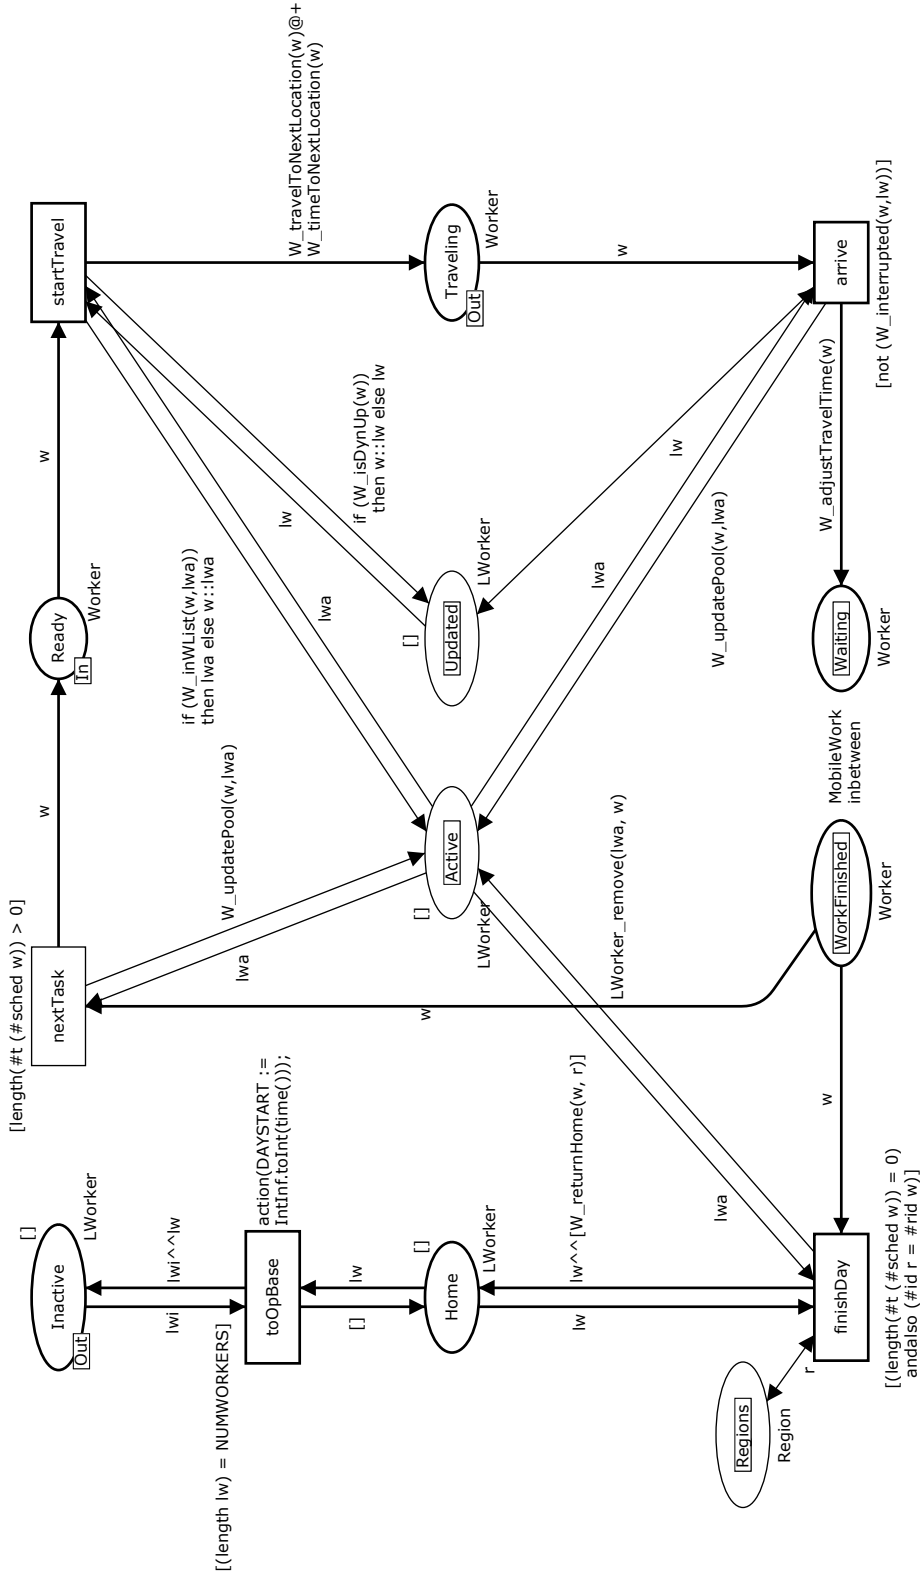 [(length lw) = NUMWORKERS]
Inactive
Out
[]
LWorker
lwi
lwi^^lw
toOpBase
action(DAYSTART :=
IntInf.toInt(time()));
[]
lw
Home
[]
LWorker
lw
lw^^[W_returnHome(w, r)]
Regions
Region
r
finishDay
[(length(#t (#sched w)) = 0)
andalso (#id r = #rid w)]
[length(#t (#sched w)) > 0]
nextTask
w
lwa
W_updatePool(w,lwa)
w
Active
[]
LWorker
lwa
LWorker_remove(lwa, w)
w
WorkFinished
Worker
MobileWork
inbetween
Ready
In
Worker
if (W_inWList(w,lwa))
then lwa else w::lwa
lwa
w
Updated
[]
LWorker
lw
if (W_isDynUp(w))
then w::lw else lw
lwa
W_updatePool(w,lwa)
lw
Waiting
Worker
W_adjustTravelTime(w)
startTravel
W_travelToNextLocation(w)@+
W_timeToNextLocation(w)
Traveling
Out
Worker
w
arrive
[not (W_interrupted(w,lw))]